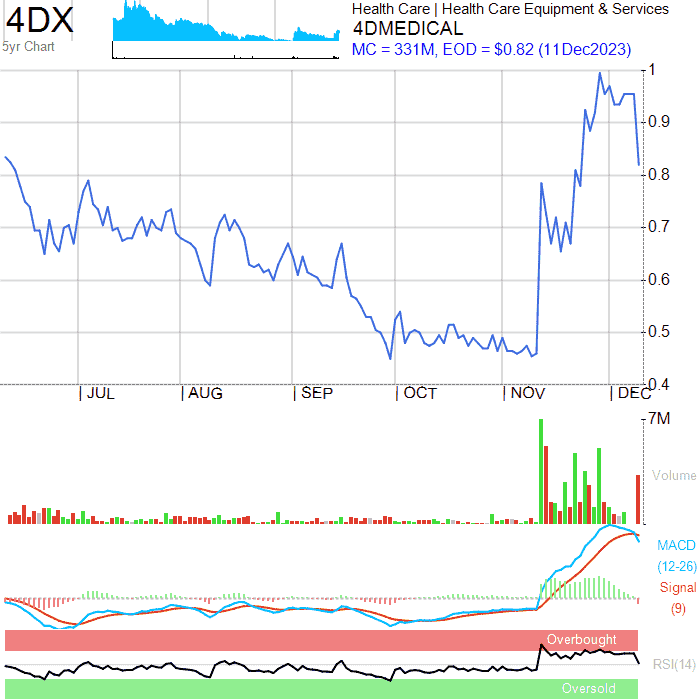 4DX
5yr Chart
Health Care | Health Care Equipment & Services
4DMEDICAL
MC = 331M, EOD = $0.82 (11Dec2023)
1
0.9
0.8
0.7
0.6
0.5
0.4
| JUL | AUG | SEP | OCT | NOV | DEC
7M
Volume
MACD
(12-26)
Signal
(9)
Overbought
RSI(14)
Oversold